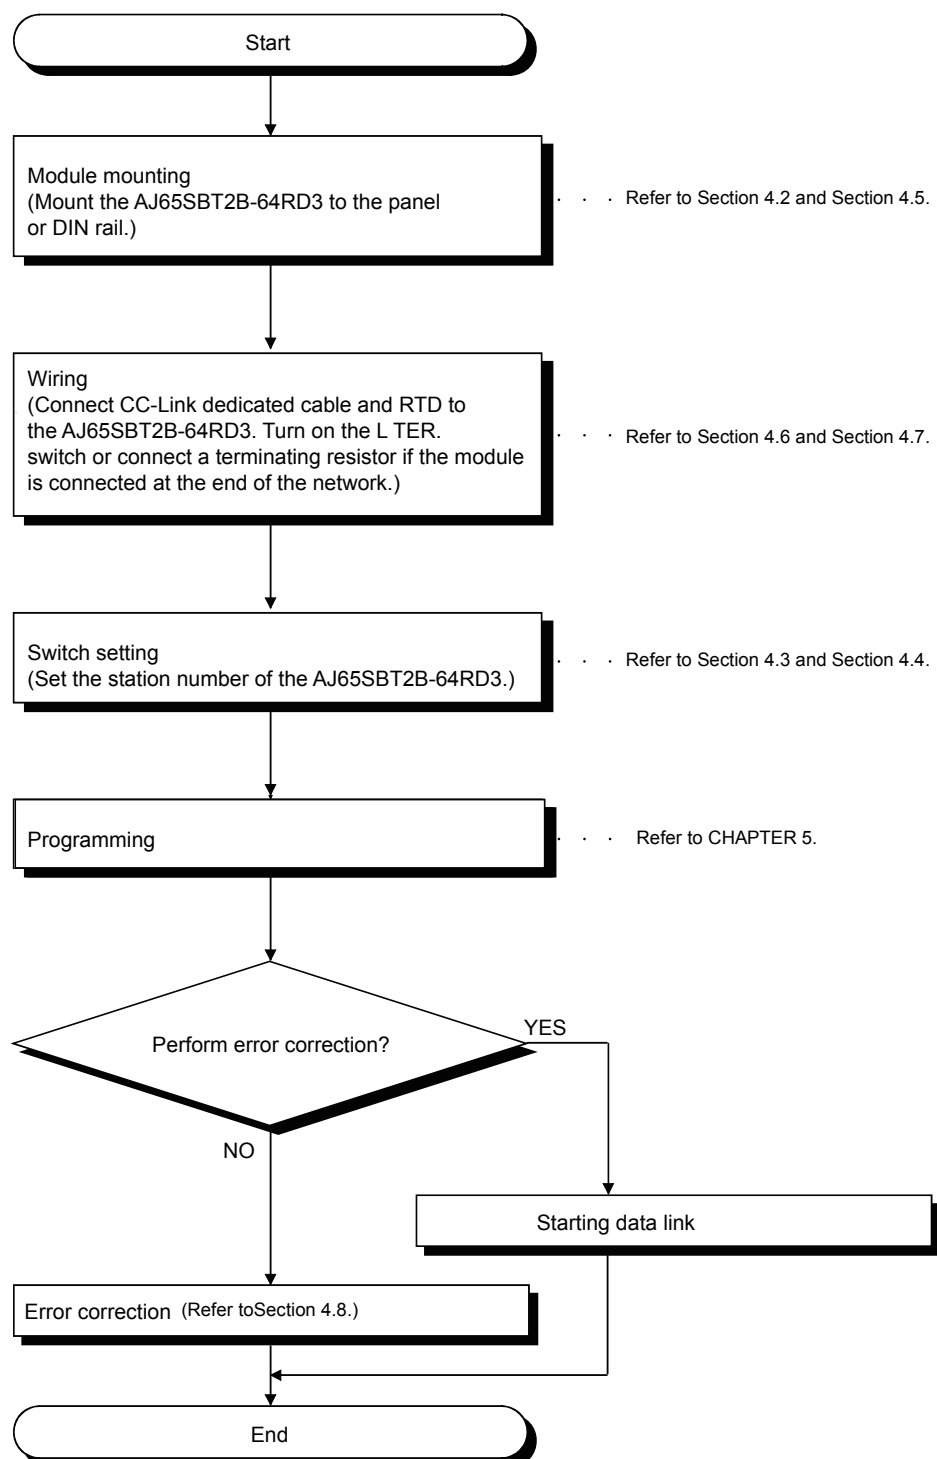 Start
Module mounting
(Mount the AJ65SBT2B-64RD3 to the panel
or DIN rail.)
· · · Refer to Section 4.2 and Section 4.5.
Wiring
(Connect CC-Link dedicated cable and RTD to
the AJ65SBT2B-64RD3. Turn on the L TER.
switch or connect a terminating resistor if the module
is connected at the end of the network.)
· · · Refer to Section 4.6 and Section 4.7.
Switch setting
(Set the station number of the AJ65SBT2B-64RD3.)
· · · Refer to Section 4.3 and Section 4.4.
Programming
· · · Refer to CHAPTER 5.
Perform error correction?
YES
NO
Starting data link
Error correction (Refer toSection 4.8.)
End